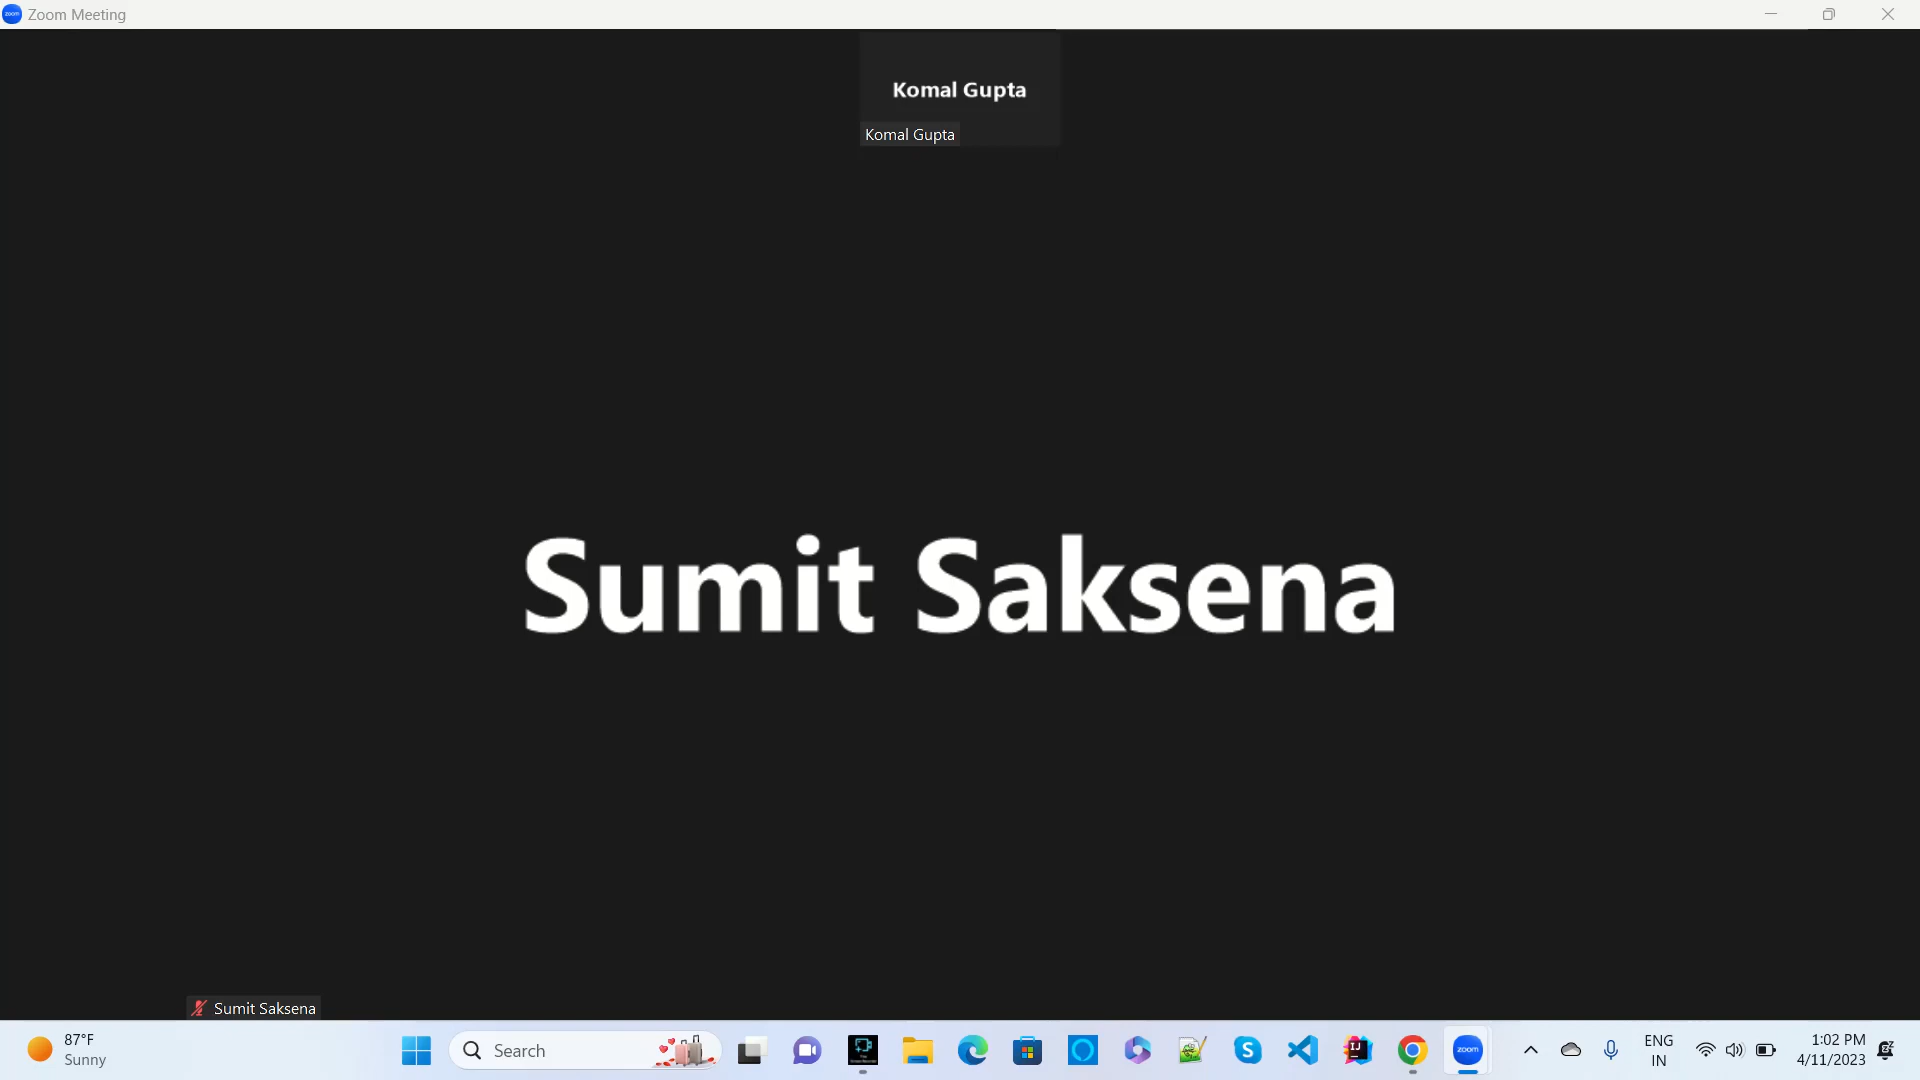 Zoom Meeting
Komal Gupta
Komal Gupta
Sumit Saksena
Sumit Saksena
87°F
Sunny
Search
zoom
ENG
IN
1:02 PM
4/11/2023